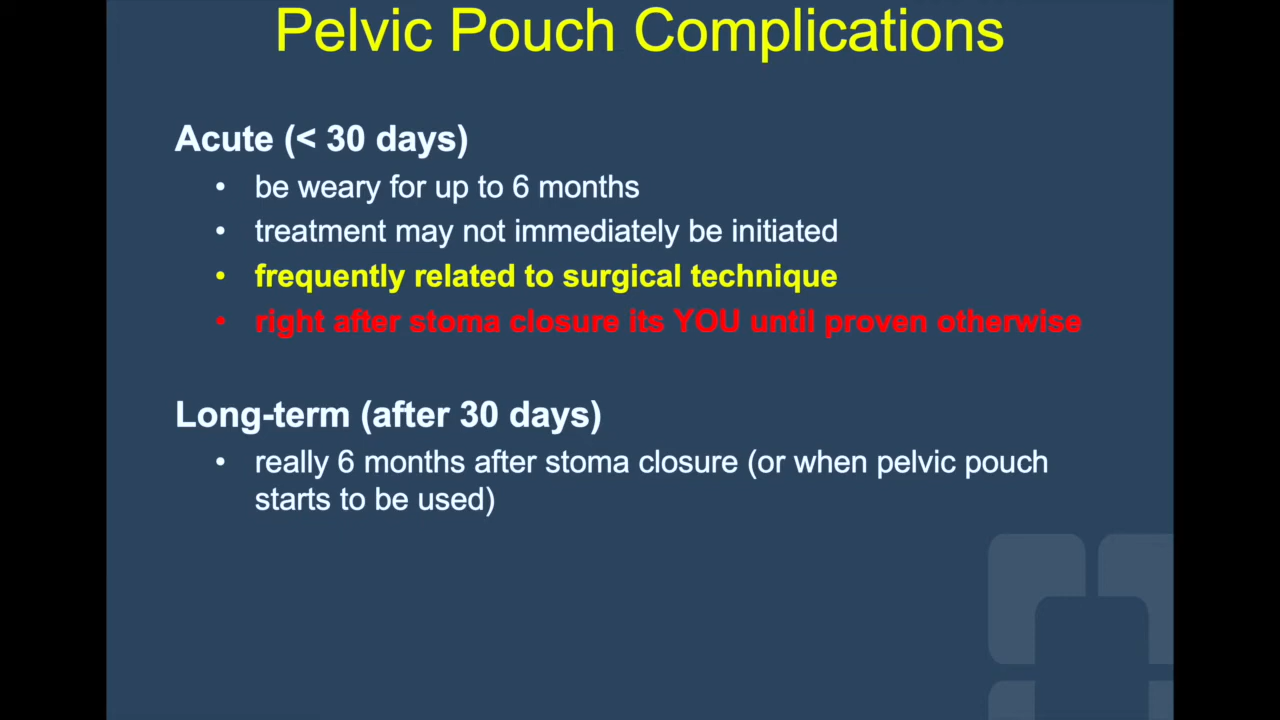 Pelvic Pouch Complications
Acute (< 30 days)
• be weary for up to 6 months
• treatment may not immediately be initiated
• frequently related to surgical technique
• right after stoma closure its YOU until proven otherwise
Long-term (after 30 days)
• really 6 months after stoma closure (or when pelvic pouch
starts to be used)